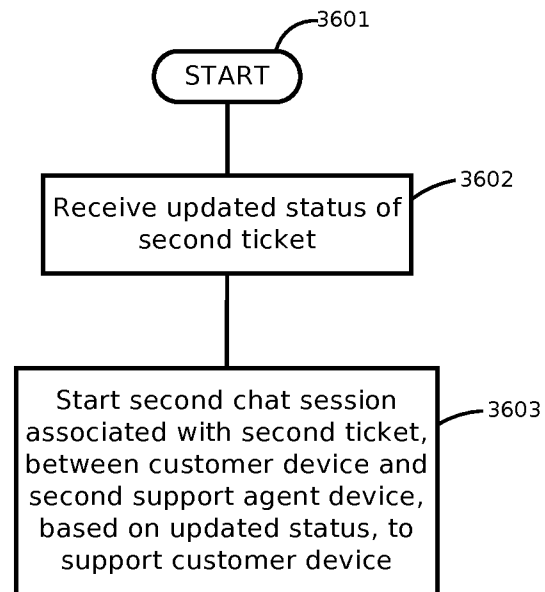 3601
START
3602
Receive updated status of
second ticket
3603
Start second chat session
associated with second ticket,
between customer device and
second support agent device,
based on updated status, to
support customer device